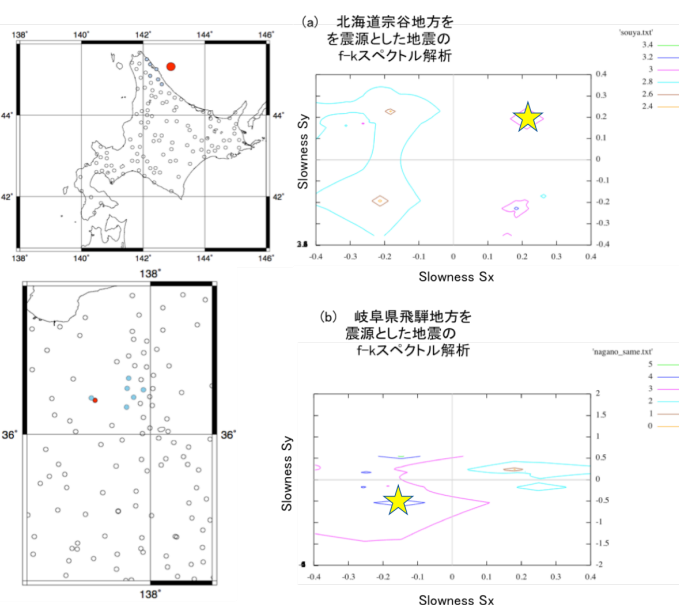 (a) 北海道宗谷地方を
を震源とした地震の
f-kスペクトル解析
138° 140° 142° 144° 146°
44°
42°
138° 140° 142° 144° 146°
'souya.txt'
3.4
3.2
3
2.8
2.6
2.4
Slowness Sy
0.4
0.3
0.2
0.1
0
-0.1
-0.2
-0.3
-0.4
-0.4 -0.3 -0.2 -0.1 0 0.1 0.2 0.3 0.4
Slowness Sx
44°
42°
138°
36°
36°
138°
(b) 岐阜県飛騨地方を
震源とした地震の
f-kスペクトル解析
'nagano_same.txt'
5
4
3
2
1
0
Slowness Sy
2
1.5
1
0.5
0
-0.5
-1
-1.5
-2
-0.4 -0.3 -0.2 -0.1 0 0.1 0.2 0.3 0.4
Slowness Sx